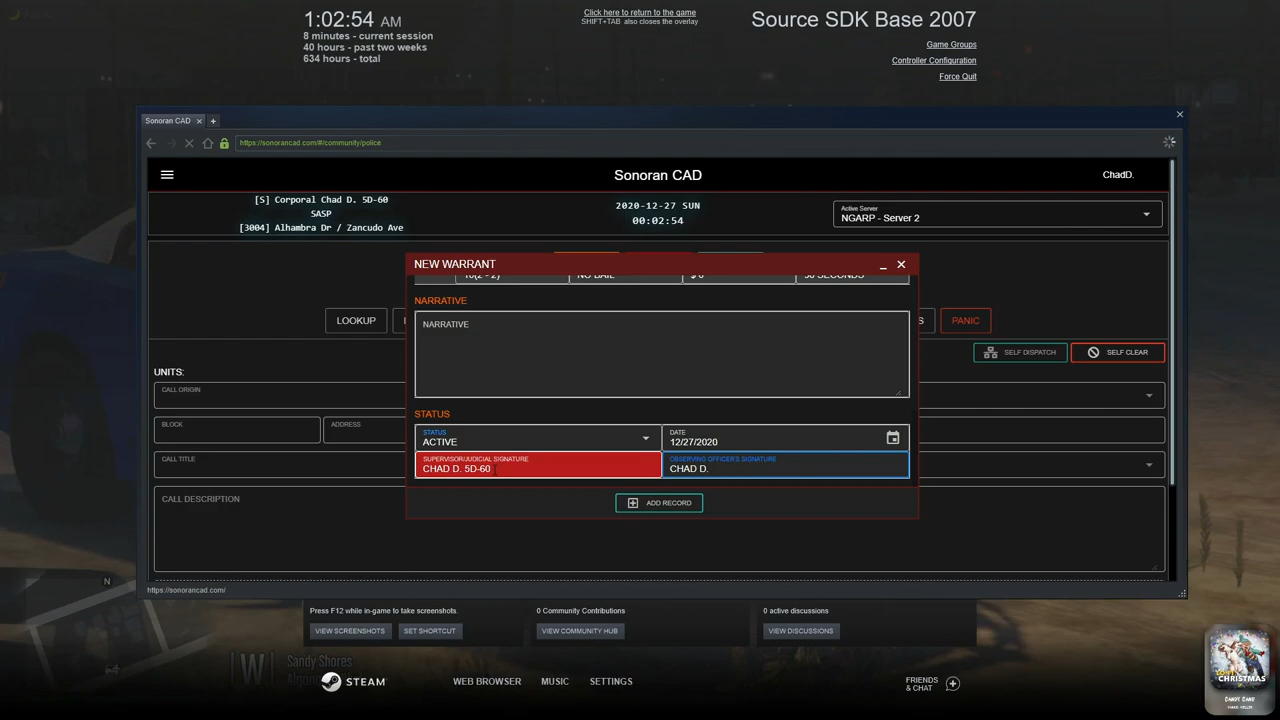 1:02:54 AM
8 minutes - current session
40 hours - past two weeks
634 hours - total
Click here to return to the game
SHIFT+TAB also closes the overlay
Source SDK Base 2007
Game Groups
Controller Configuration
Force Quit
Sonoran CAD
https://sonorancad.com/#/community/police
Sonoran CAD
ChadD.
[S] Corporal Chad D. 5D-60
SASP
[3004] Alhambra Dr / Zancudo Ave
2020-12-27 SUN
00:02:54
Active Server
NGARP - Server 2
NEW WARRANT
NO BAIL
NARRATIVE
NARRATIVE
LOOKUP
S
PANIC
SELF DISPATCH
SELF CLEAR
UNITS:
CALL ORIGIN
BLOCK
ADDRESS
CALL TITLE
CALL DESCRIPTION
STATUS
STATUS
ACTIVE
DATE
12/27/2020
SUPERVISOR/JUDICIAL SIGNATURE
CHAD D. 5D-60
OBSERVING OFFICER'S SIGNATURE
CHAD D.
ADD RECORD
https://sonorancad.com/
N
Press F12 while in-game to take screenshots.
VIEW SCREENSHOTS
SET SHORTCUT
0 Community Contributions
VIEW COMMUNITY HUB
0 active discussions
VIEW DISCUSSIONS
W
Sandy Shores
STEAM
WEB BROWSER
MUSIC
SETTINGS
FRIENDS
& CHAT
CHRISTMAS
CANDY CANE